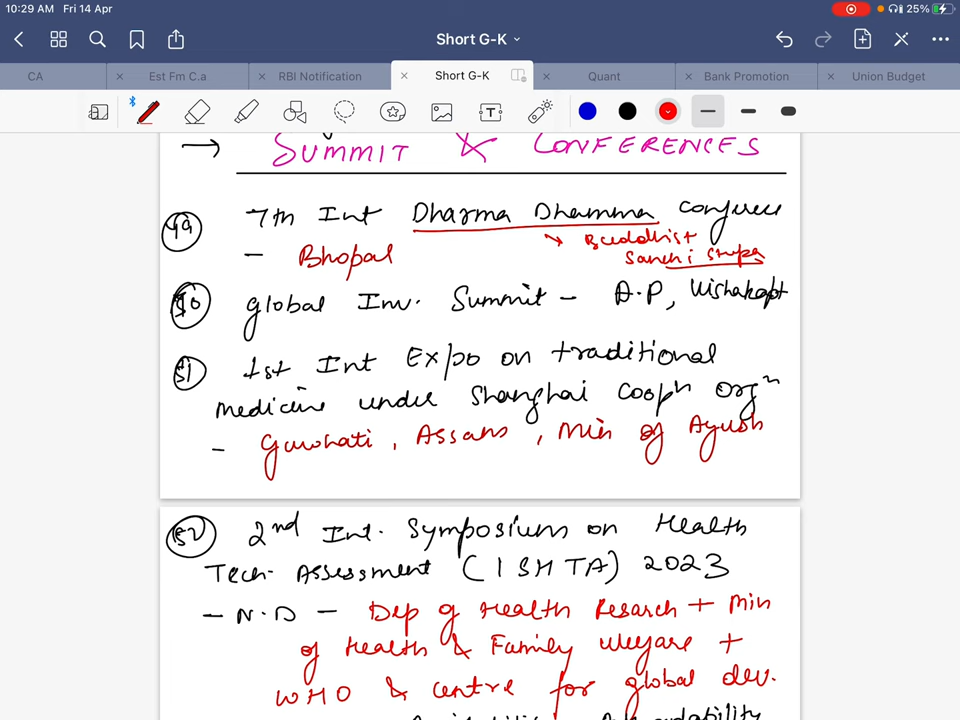 10:29 AM Fri 14 Apr
25%
Short G-K
CA
Est Fm C.a
RBI Notification
Short G-K
Quant
Bank Promotion
Union Budget
→ SUMMIT & CONFERENCES
49 7th Int Dharma Dhamma Conference
→ Buddhist
Sanchi Stupa
- Bhopal
50 Global Inv. Summit - A.P, Vishakapt
51 1st Int Expo on traditional
medicine under Shanghai Coopn Orgn
- Guwhati, Assam, Min of Ayush
52 2nd Int. Symposium on Health
Tech. Assessment (ISHTA) 2023
- N.D - Dep of Health Resarch + Min
of Health & Family Welfare +
WHO & centre for global dev.